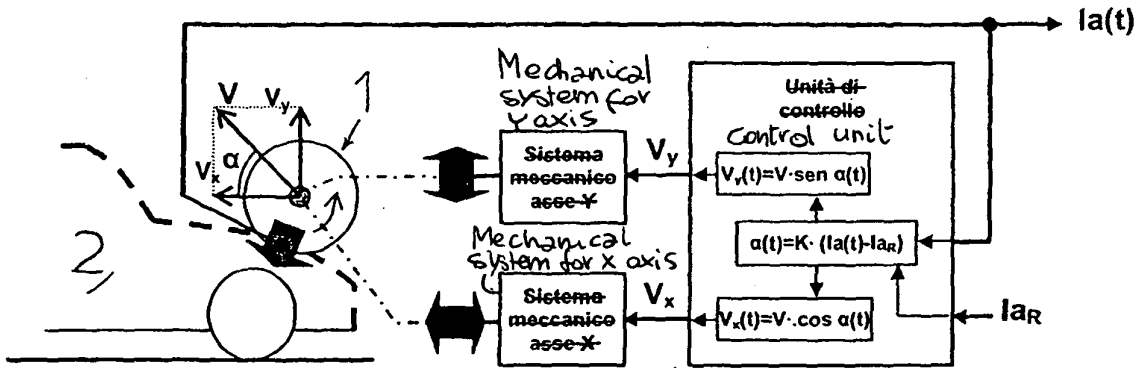 Ia(t)
Mechanical
system for
Y axis
1
Unità di
controllo
control unit
V
Vy
α
Vx
Sistema
meccanico
asse Y
Vy
Vy(t)=V·sen α(t)
α(t)=K· (Ia(t)-IaR)
2,
Mechanical
system for X axis
Sistema
meccanico
asse X
Vx
Vx(t)=V·.cos α(t)
IaR